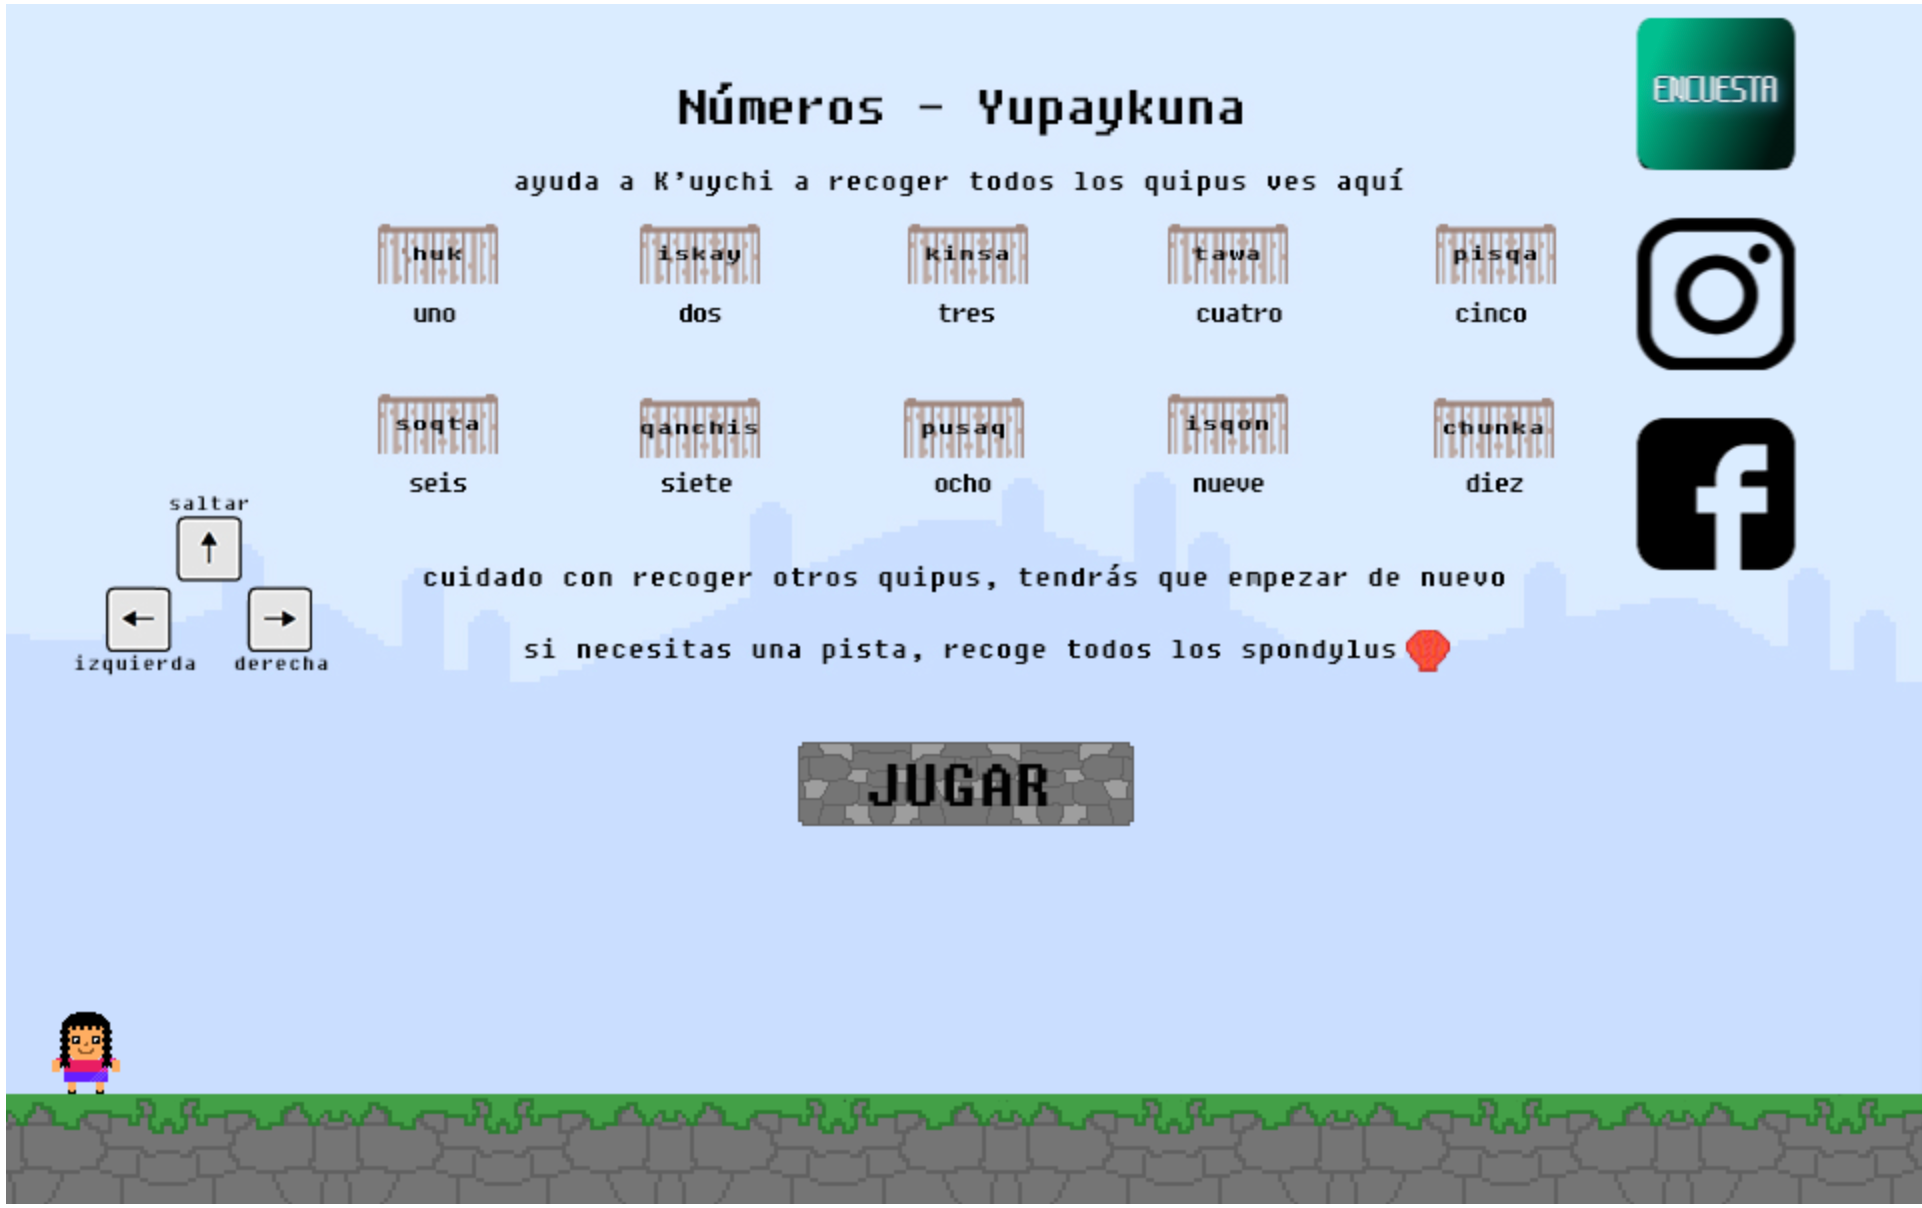 ENCUESTA
Números - Yupaykuna
ayuda a K'uychi a recoger todos los quipus ves aquí
huk iskay kinsa tawa pisqa
uno dos tres cuatro cinco
soqta qanchis pusaq isqon chunka
seis siete ocho nueve diez
saltar
cuidado con recoger otros quipus, tendrás que empezar de nuevo
si necesitas una pista, recoge todos los spondylus
izquierda derecha
JUGAR